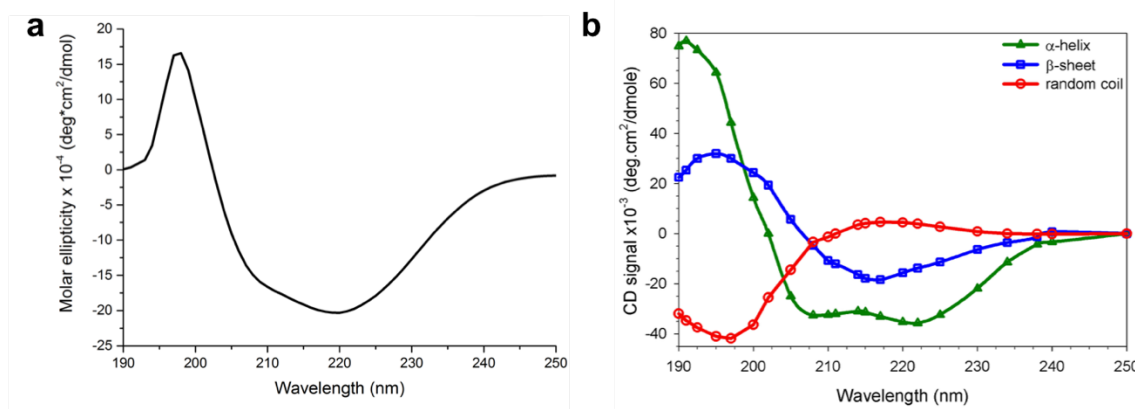 a
20
15
10
5
0
-5
-10
-15
-20
-25
Molar ellipticity x 10⁻⁴ (deg*cm²/dmol)
190 200 210 220 230 240 250
Wavelength (nm)
b
80
60
40
20
0
-20
-40
CD signal x10⁻³ (deg.cm²/dmole)
α-helix
β-sheet
random coil
190 200 210 220 230 240 250
Wavelength (nm)